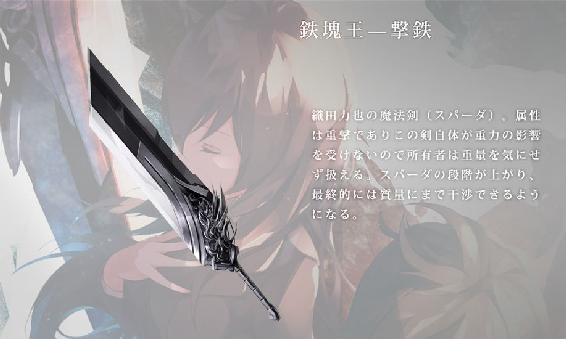 鉄塊王―撃鉄
織田力也の魔法剣（スパーダ）。属性
は重撃でありこの剣自体が重力の影響
を受けないので所有者は重量を気にせ
ず扱える。スパーダの段階が上がり、
最終的には質量にまで干渉できるよう
になる。